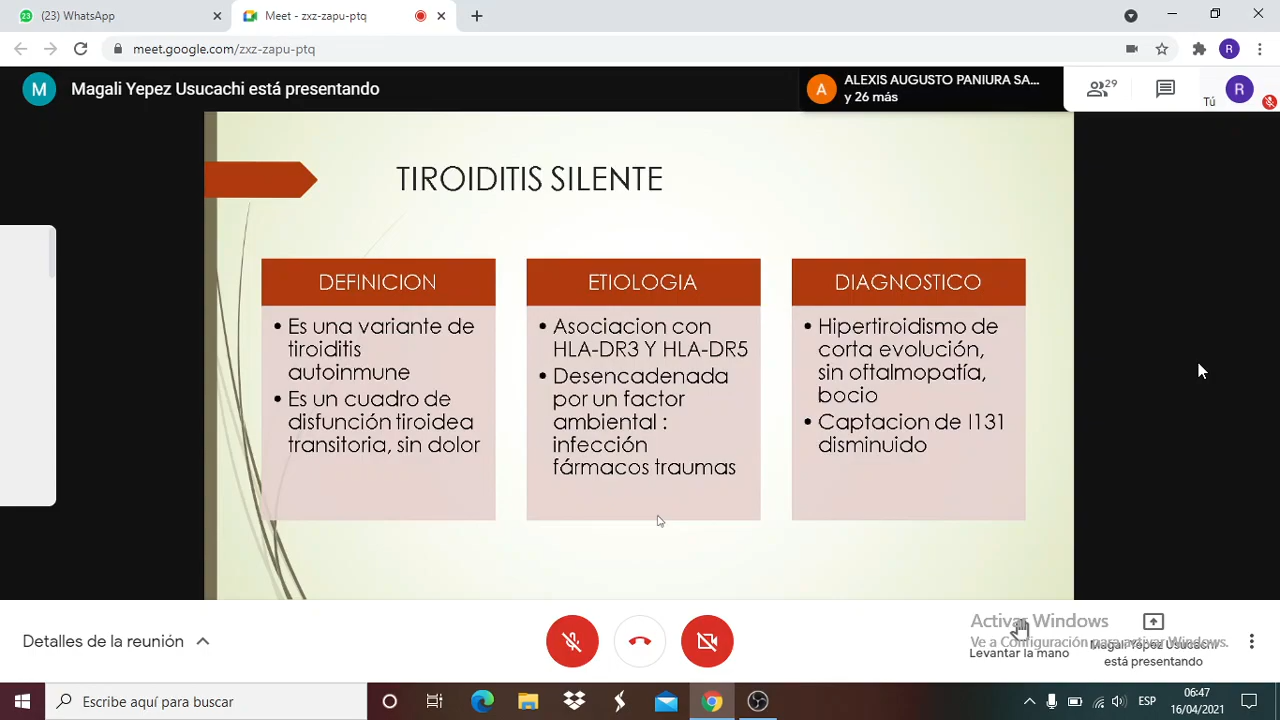 (23) WhatsApp
Meet - zxz-zapu-ptq
meet.google.com/zxz-zapu-ptq
R
M
Magali Yepez Usucachi está presentando
A
ALEXIS AUGUSTO PANIURA SA...
y 26 más
29
Tú
R
TIROIDITIS SILENTE
DEFINICION
• Es una variante de
tiroiditis
autoinmune
• Es un cuadro de
disfunción tiroidea
transitoria, sin dolor
ETIOLOGIA
• Asociacion con
HLA-DR3 Y HLA-DR5
• Desencadenada
por un factor
ambiental :
infección
fármacos traumas
DIAGNOSTICO
• Hipertiroidismo de
corta evolución,
sin oftalmopatía,
bocio
• Captacion de I131
disminuido
Detalles de la reunión
Activar Windows
Ve a Configuración para activar Windows.
Levantar la mano
Magali Yepez Usucachi
está presentando
Escribe aquí para buscar
ESP
06:47
16/04/2021